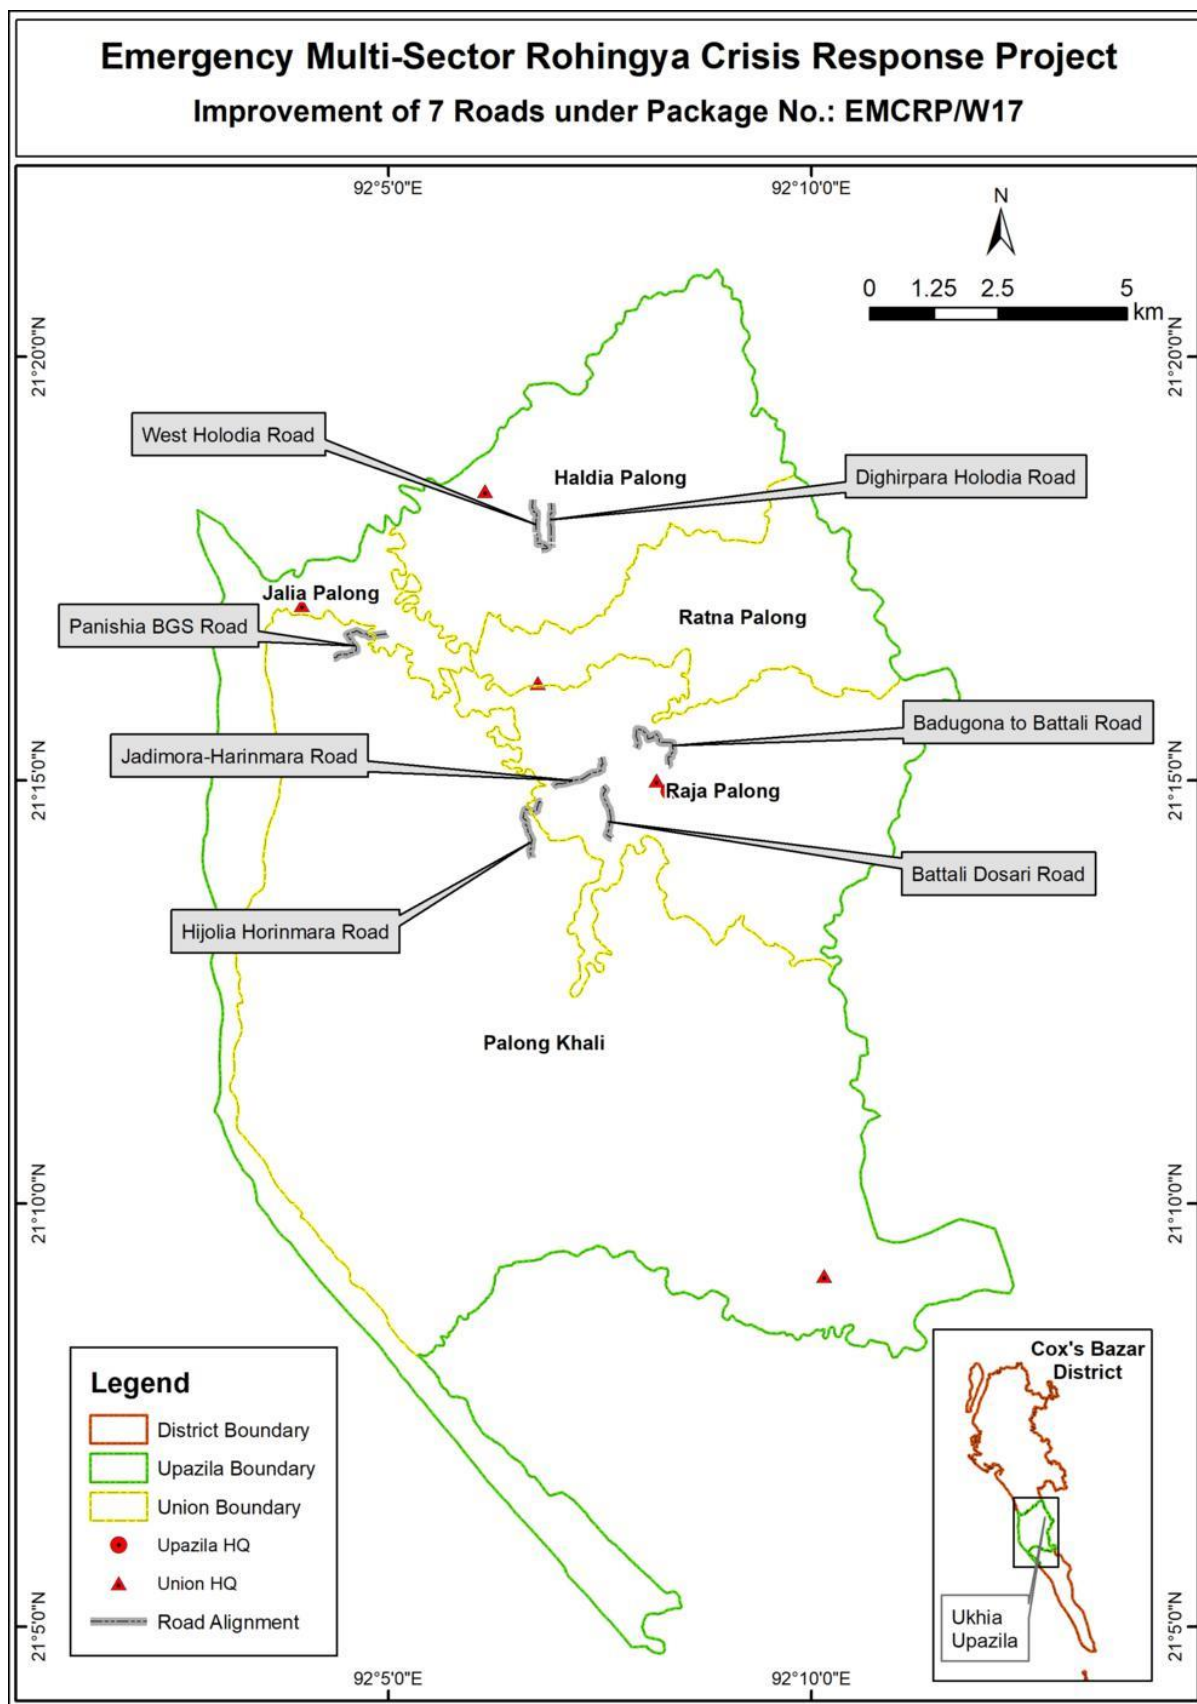 Emergency Multi-Sector Rohingya Crisis Response Project
Improvement of 7 Roads under Package No.: EMCRP/W17
92°5'0"E
92°10'0"E
N
0 1.25 2.5 5
km
21°20'0"N
21°20'0"N
West Holodia Road
Haldia Palong
Dighirpara Holodia Road
Jalia Palong
Panishia BGS Road
Ratna Palong
Badugona to Battali Road
Jadimora-Harinmara Road
21°15'0"N
21°15'0"N
Raja Palong
Battali Dosari Road
Hijolia Horinmara Road
Palong Khali
21°10'0"N
21°10'0"N
Legend
District Boundary
Upazila Boundary
Union Boundary
Upazila HQ
Union HQ
Road Alignment
Cox's Bazar
District
Ukhia
Upazila
21°5'0"N
21°5'0"N
92°5'0"E
92°10'0"E